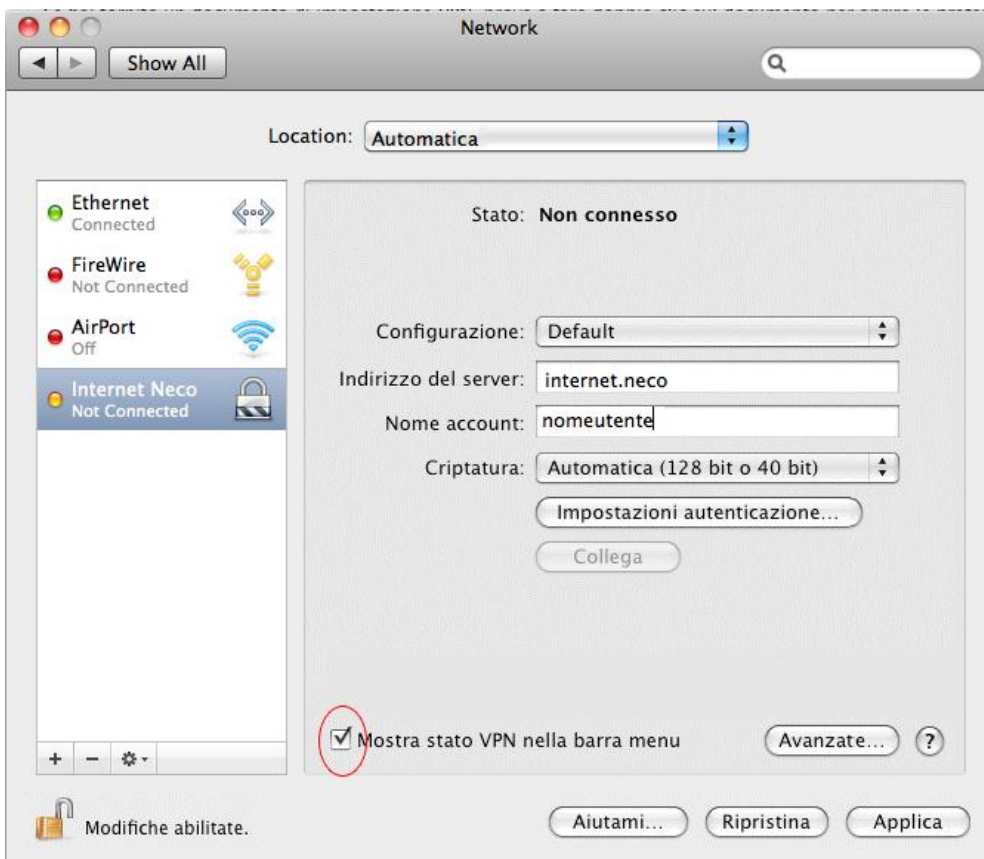 Network
Show All
Location: Automatica
Ethernet
Connected
FireWire
Not Connected
AirPort
Off
Internet Neco
Not Connected
Stato: Non connesso
Configurazione: Default
Indirizzo del server: internet.neco
Nome account: nomeutente
Criptatura: Automatica (128 bit o 40 bit)
Impostazioni autenticazione...
Collega
Mostra stato VPN nella barra menu
Avanzate... ?
Modifiche abilitate.
Aiutami... Ripristina Applica